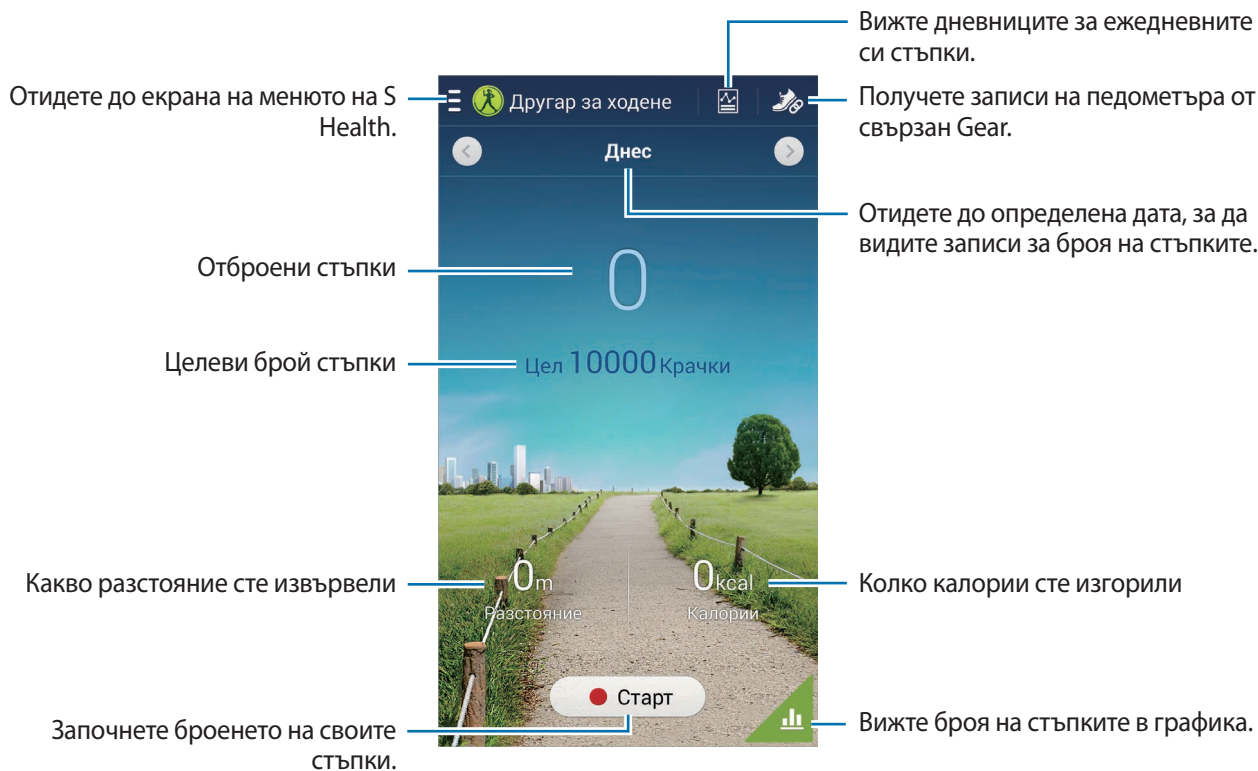 Вижте дневниците за ежедневните
си стъпки.
Отидете до екрана на менюто на S
Health.
Другар за ходене
Получете записи на педометъра от
свързан Gear.
Днес
Отидете до определена дата, за да
видите записи за броя на стъпките.
Отброени стъпки
0
Целеви брой стъпки
Цел 10000 Крачки
Какво разстояние сте извървели
0m
Разстояние
0kcal
Калории
Колко калории сте изгорили
Старт
Започнете броенето на своите
стъпки.
Вижте броя на стъпките в графика.